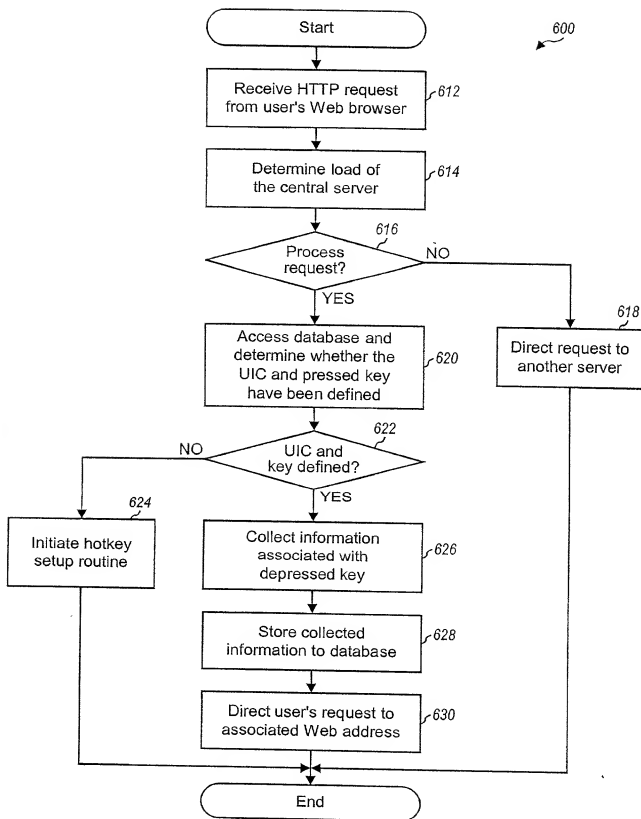 Start
600
Receive HTTP request
from user's Web browser
612
Determine load of
the central server
614
616
Process
request?
NO
YES
618
Direct request to
another server
Access database and
determine whether the
UIC and pressed key
have been defined
620
622
NO
UIC and
key defined?
YES
624
Initiate hotkey
setup routine
Collect information
associated with
depressed key
626
Store collected
information to database
628
Direct user's request to
associated Web address
630
End